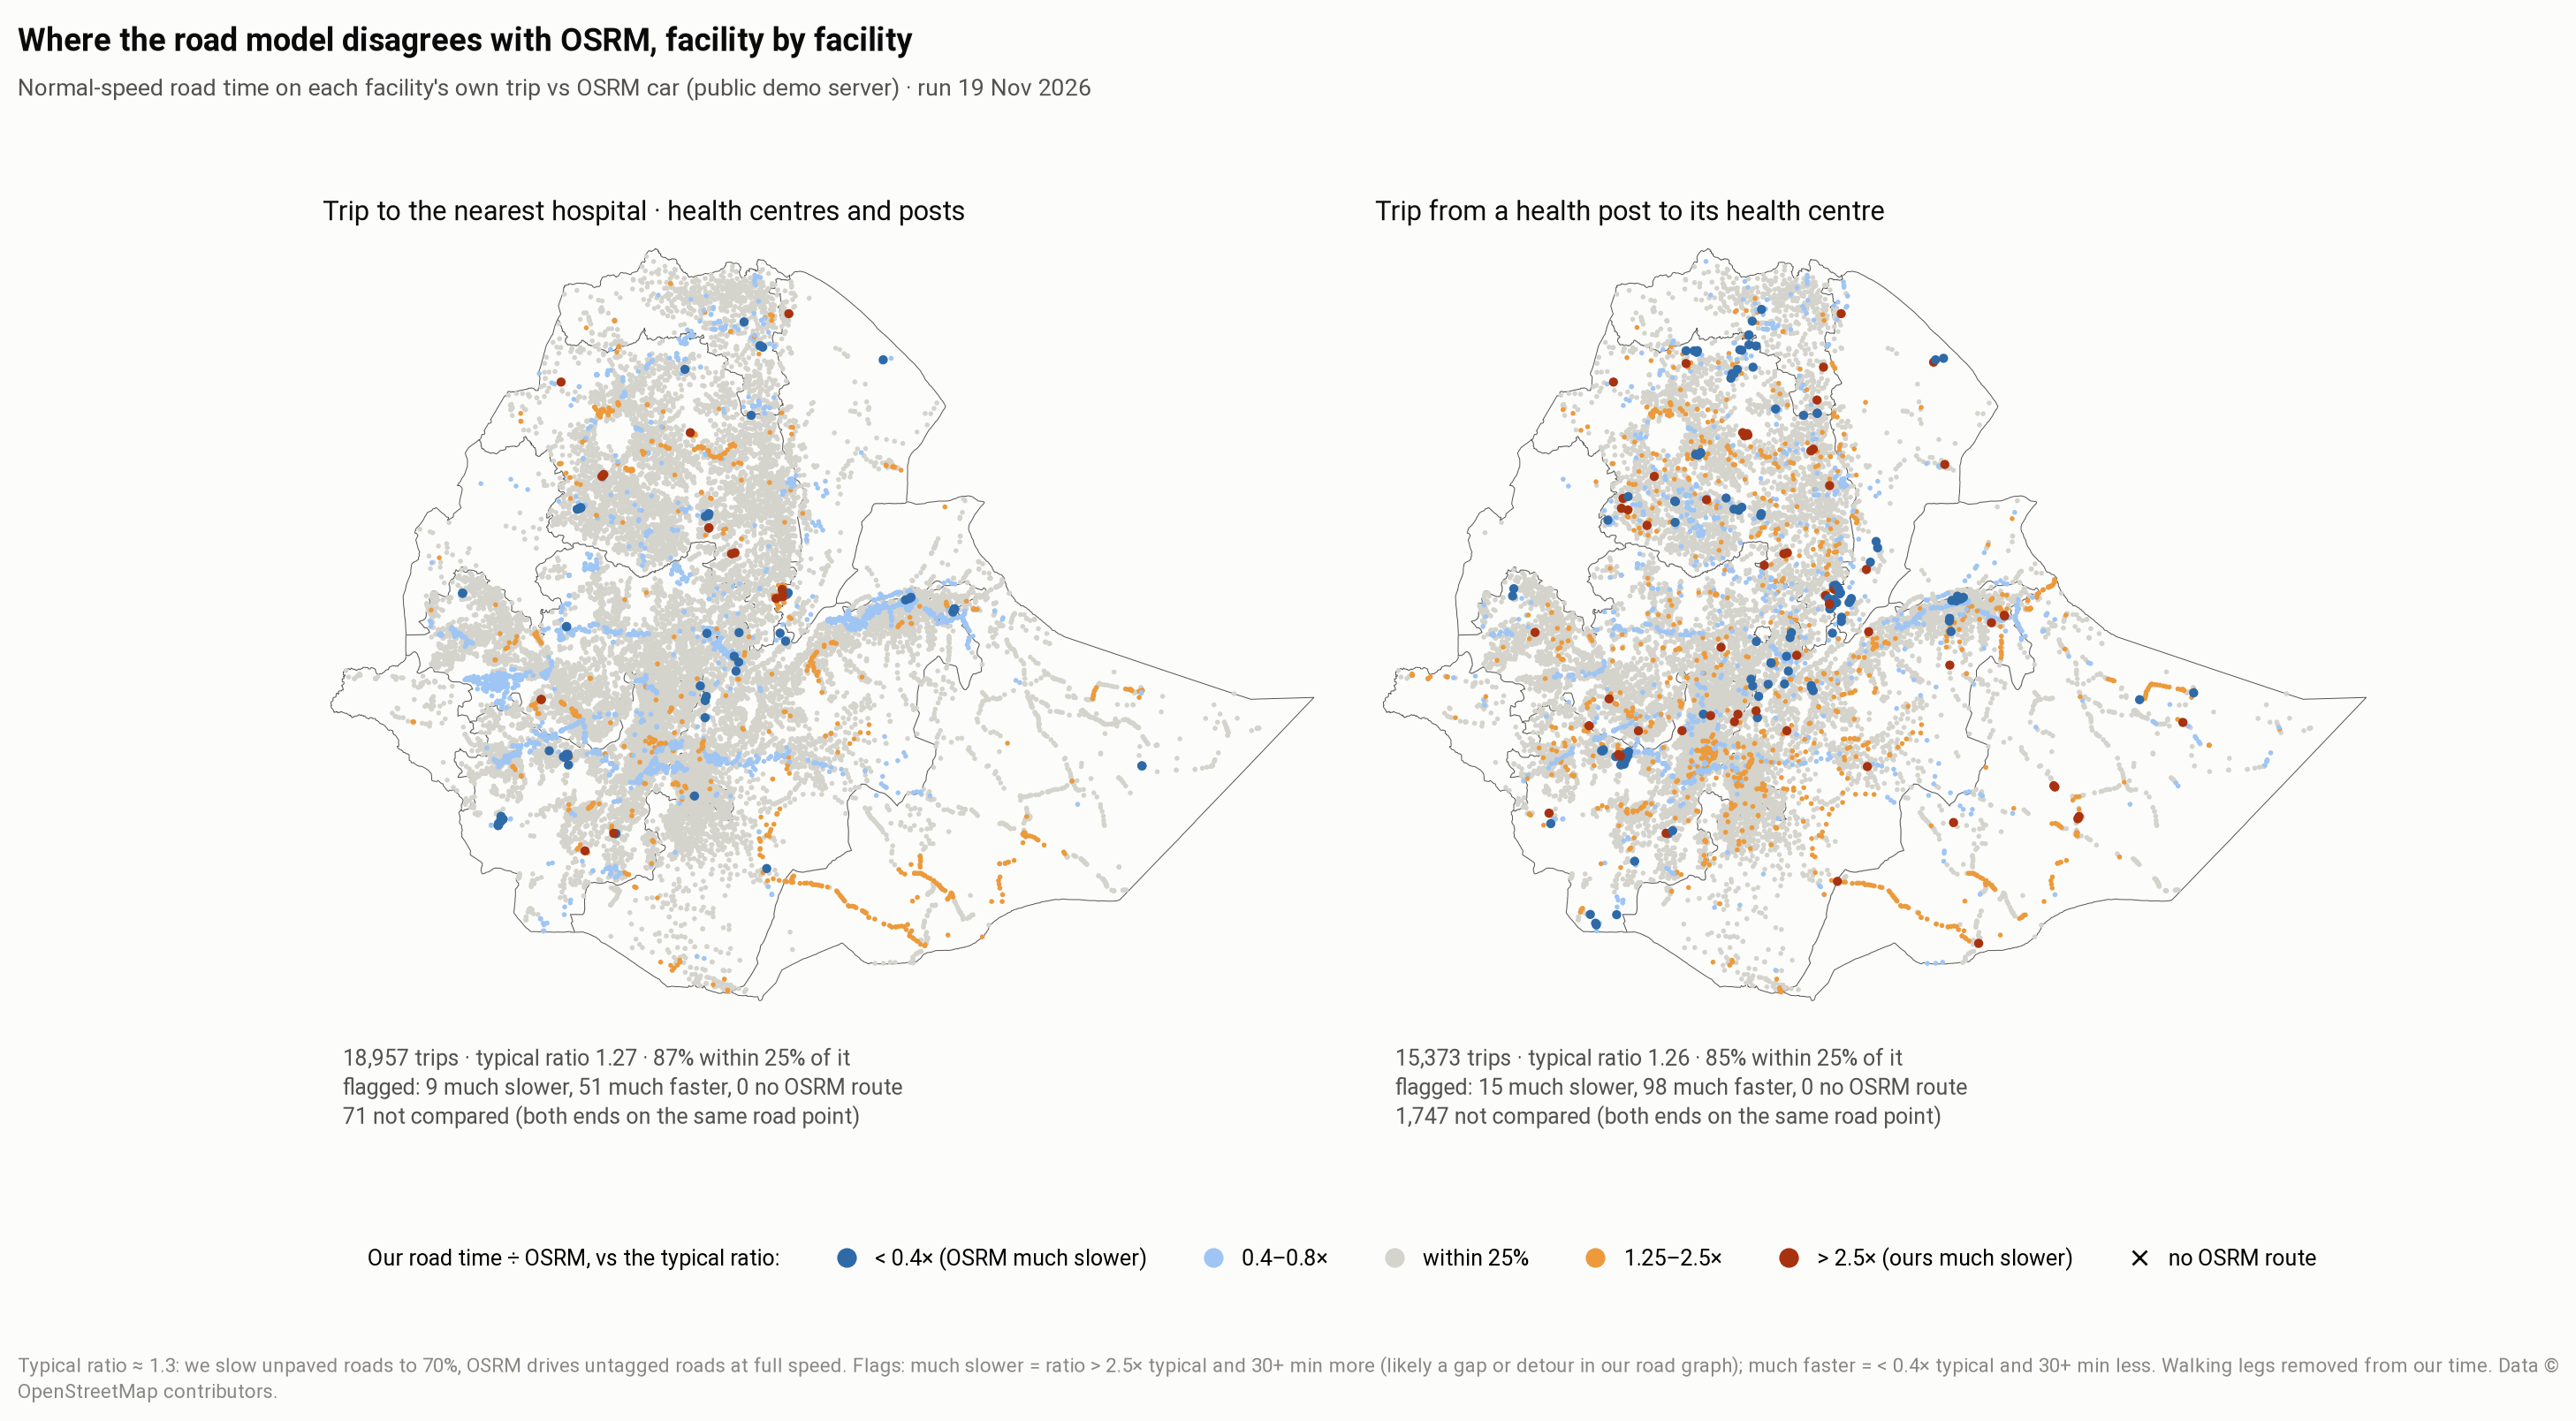 Where the road model disagrees with OSRM, facility by facility
Normal-speed road time on each facility's own trip vs OSRM car (public demo server) · run 19 Nov 2026
Trip to the nearest hospital · health centres and posts
Trip from a health post to its health centre
18,957 trips · typical ratio 1.27 · 87% within 25% of it
flagged: 9 much slower, 51 much faster, 0 no OSRM route
71 not compared (both ends on the same road point)
15,373 trips · typical ratio 1.26 · 85% within 25% of it
flagged: 15 much slower, 98 much faster, 0 no OSRM route
1,747 not compared (both ends on the same road point)
Our road time ÷ OSRM, vs the typical ratio: < 0.4× (OSRM much slower) 0.4–0.8× within 25% 1.25–2.5× > 2.5× (ours much slower) no OSRM route
Typical ratio ≈ 1.3: we slow unpaved roads to 70%, OSRM drives untagged roads at full speed. Flags: much slower = ratio > 2.5× typical and 30+ min more (likely a gap or detour in our road graph); much faster = < 0.4× typical and 30+ min less. Walking legs removed from our time. Data ©
OpenStreetMap contributors.